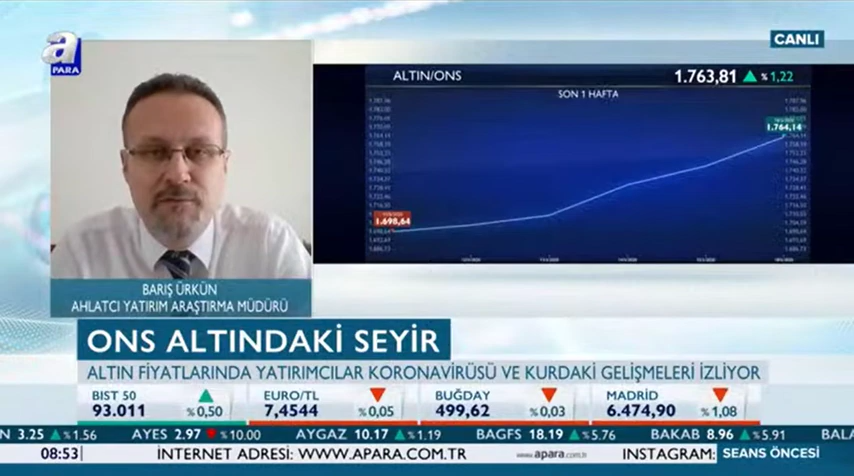 a
PARA
CANLI
ALTIN/ONS
1.763,81 ▲ %1,22
SON 1 HAFTA
1.764,14
1.698,64
BARIŞ ÜRKÜN
AHLATCI YATIRIM ARAŞTIRMA MÜDÜRÜ
ONS ALTINDAKİ SEYİR
ALTIN FİYATLARINDA YATIRIMCILAR KORONAVİRÜSÜ VE KURDAKİ GELİŞMELERİ İZLİYOR
BIST 50 ▲ EURO/TL ▼ BUĞDAY ▼ MADRİD ▼
93.011 %0,50 7,4544 %0,05 499,62 %0,03 6.474,90 %1,08
N 3.25 ▲%1.56 AYES 2.97 %10.00 AYGAZ 10.17 ▲%1.19 BAGFS 18.19 ▲%5.76 BAKAB 8.96 ▲%5.91 BALA
08:53 İNTERNET ADRESİ: WWW.APARA.COM.TR www.apara.com.tr INSTAGRAM: SEANS ÖNCESİ